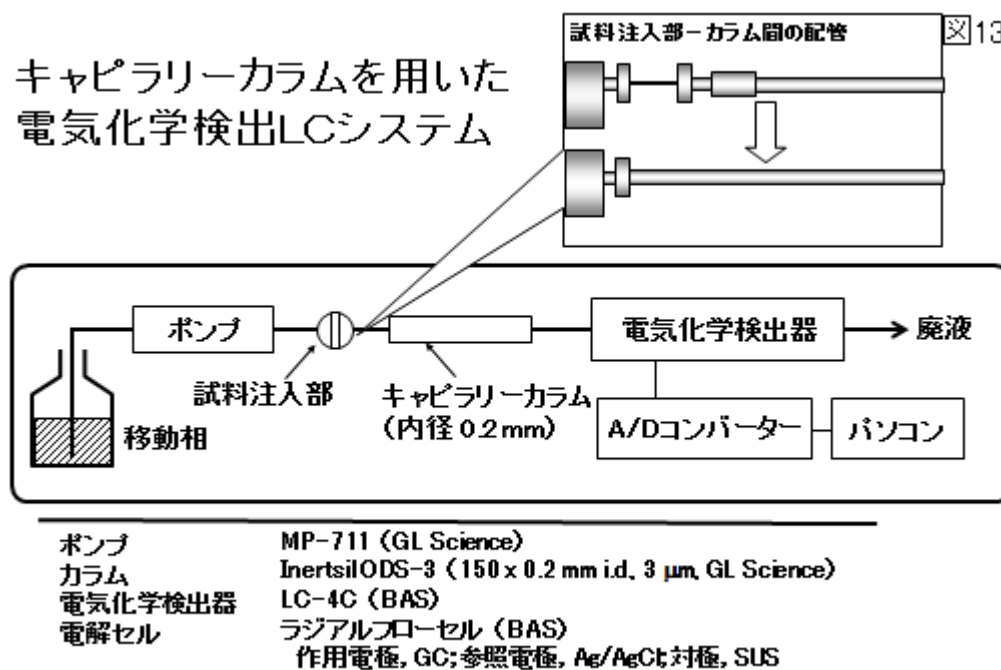 試料注入部－カラム間の配管
図13
キャピラリーカラムを用いた
電気化学検出LCシステム
ポンプ
電気化学検出器
廃液
試料注入部
キャピラリーカラム
(内径 0.2 mm)
移動相
A/Dコンバーター
パソコン
ポンプ MP-711 (GL Science)
カラム InertsilODS-3 (150 x 0.2 mm i.d., 3 μm, GL Science)
電気化学検出器 LC-4C (BAS)
電解セル ラジアルフローセル (BAS)
作用電極, GC;参照電極, Ag/AgCl;対極, SUS